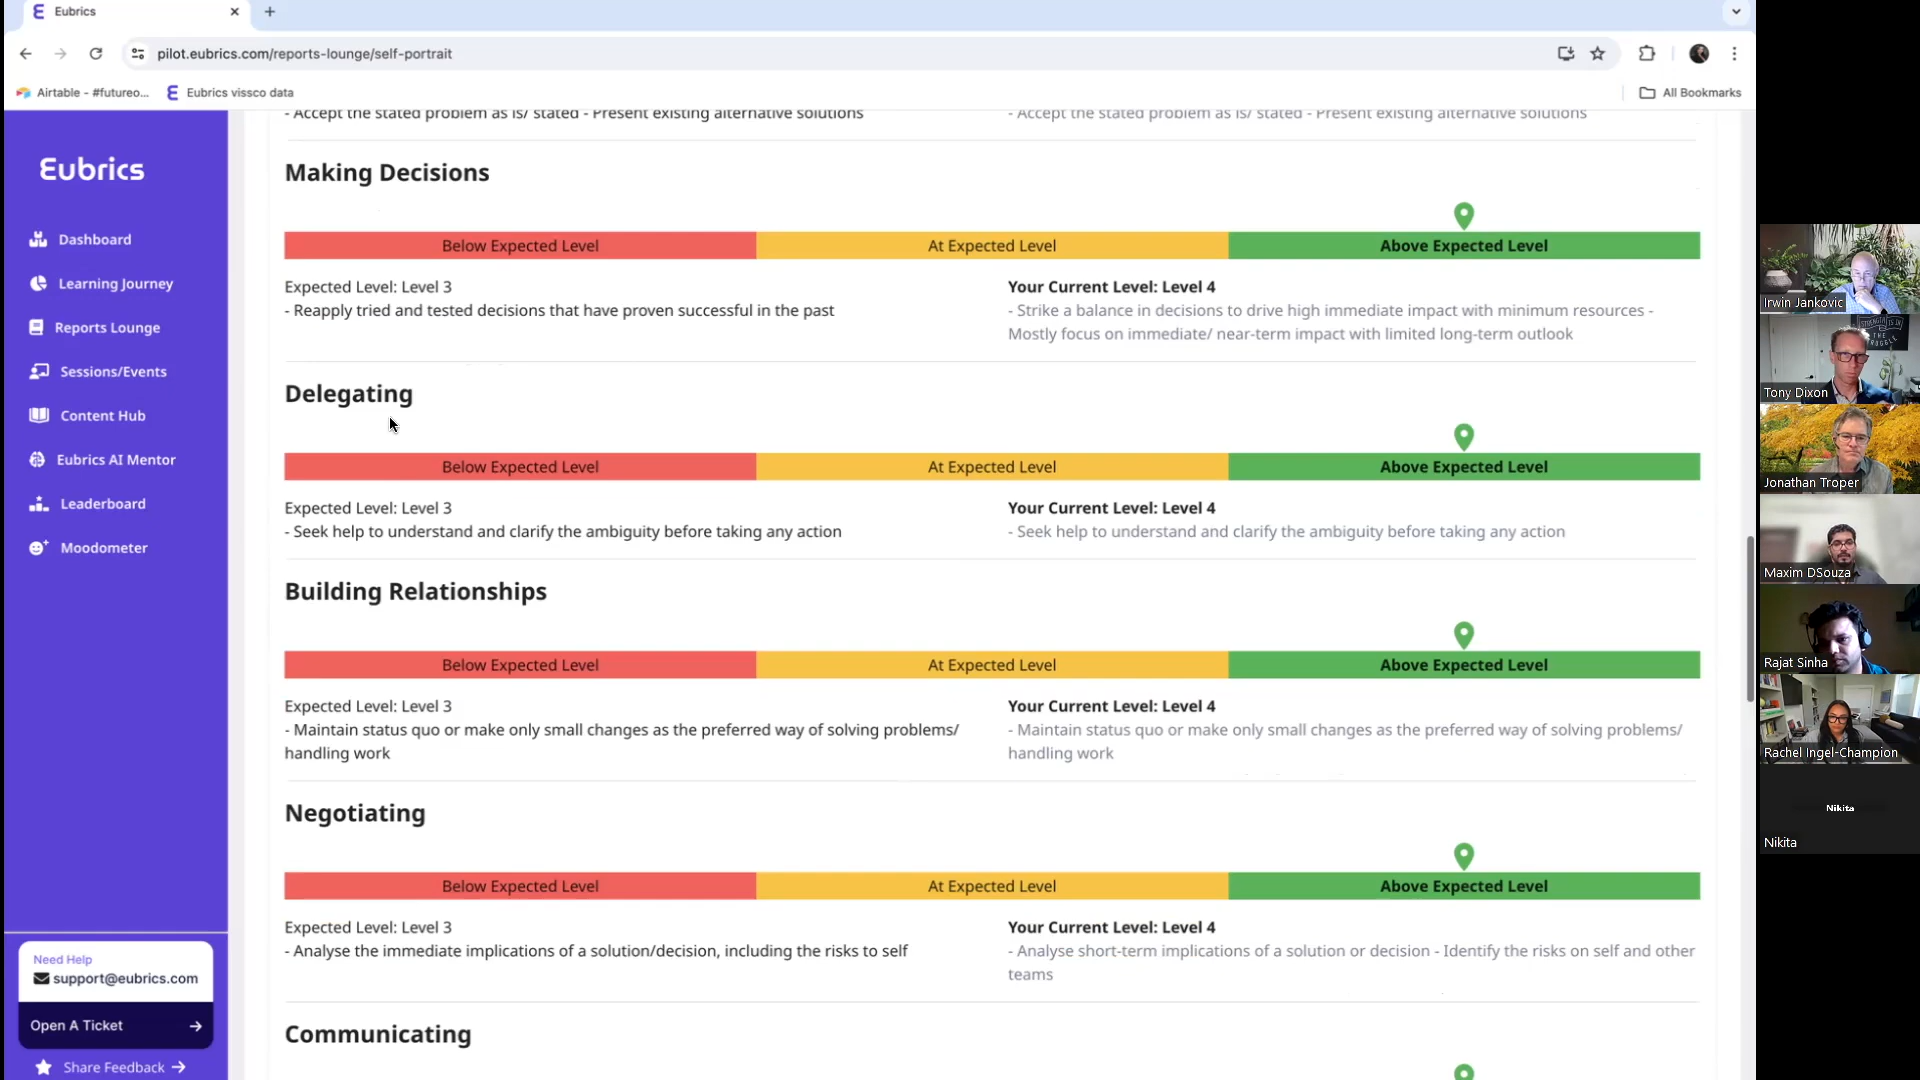 Eubrics
pilot.eubrics.com/reports-lounge/self-portrait
Airtable - #futureo...
Eubrics vissco data
All Bookmarks
- Accept the stated problem as is/ stated - Present existing alternative solutions
- Accept the stated problem as is/ stated - Present existing alternative solutions
Eubrics
Dashboard
Learning Journey
Reports Lounge
Sessions/Events
Content Hub
Eubrics AI Mentor
Leaderboard
Moodometer
Need Help
support@eubrics.com
Open A Ticket
Share Feedback
Making Decisions
Below Expected Level
At Expected Level
Above Expected Level
Expected Level: Level 3
- Reapply tried and tested decisions that have proven successful in the past
Your Current Level: Level 4
- Strike a balance in decisions to drive high immediate impact with minimum resources -
Mostly focus on immediate/ near-term impact with limited long-term outlook
Delegating
Below Expected Level
At Expected Level
Above Expected Level
Expected Level: Level 3
- Seek help to understand and clarify the ambiguity before taking any action
Your Current Level: Level 4
- Seek help to understand and clarify the ambiguity before taking any action
Building Relationships
Below Expected Level
At Expected Level
Above Expected Level
Expected Level: Level 3
- Maintain status quo or make only small changes as the preferred way of solving problems/
handling work
Your Current Level: Level 4
- Maintain status quo or make only small changes as the preferred way of solving problems/
handling work
Negotiating
Below Expected Level
At Expected Level
Above Expected Level
Expected Level: Level 3
- Analyse the immediate implications of a solution/decision, including the risks to self
Your Current Level: Level 4
- Analyse short-term implications of a solution or decision - Identify the risks on self and other
teams
Communicating
Irwin Jankovic
STRENGTH IS IN
THE
STRUGGLE
Tony Dixon
Jonathan Troper
Maxim DSouza
Rajat Sinha
Rachel Ingel-Champion
Nikita
Nikita